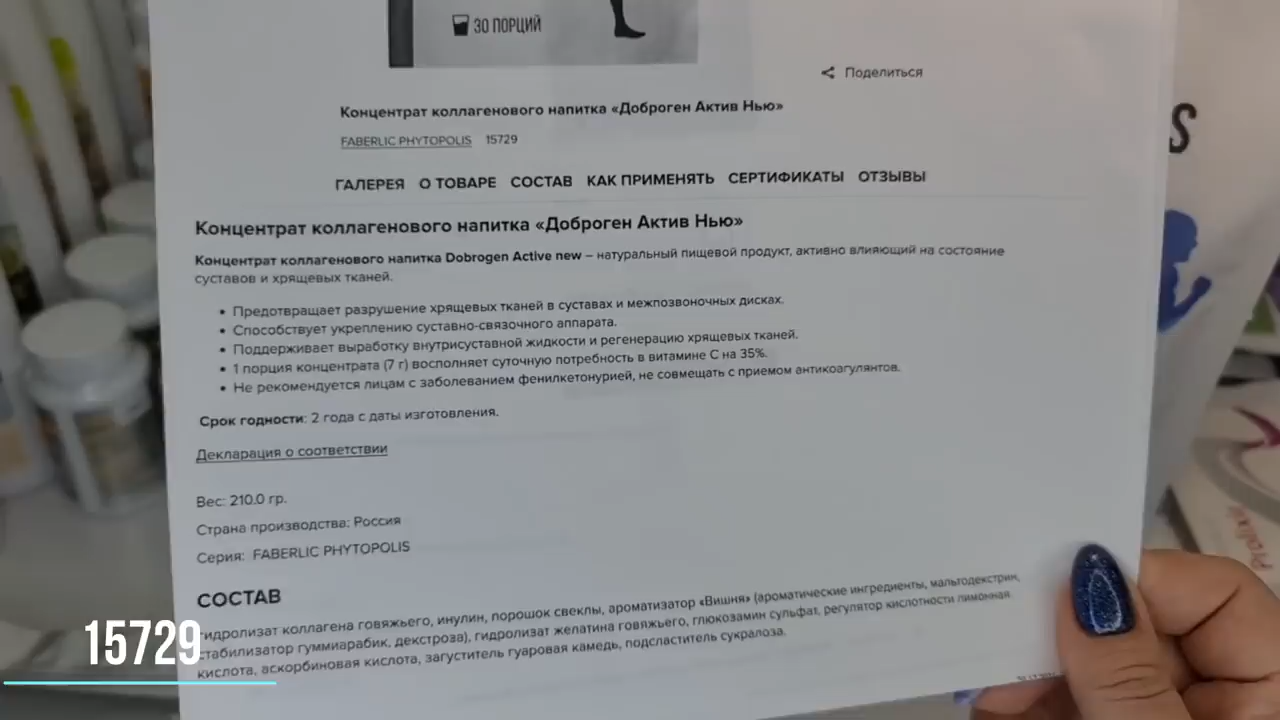 30 ПОРЦИЙ
Поделиться
Концентрат коллагенового напитка «Доброген Актив Нью»
FABERLIC PHYTOPOLIS 15729
ГАЛЕРЕЯ О ТОВАРЕ СОСТАВ КАК ПРИМЕНЯТЬ СЕРТИФИКАТЫ ОТЗЫВЫ
Концентрат коллагенового напитка «Доброген Актив Нью»
Концентрат коллагенового напитка Dobrogen Active new – натуральный пищевой продукт, активно влияющий на состояние
суставов и хрящевых тканей.
• Предотвращает разрушение хрящевых тканей в суставах и межпозвоночных дисках.
• Способствует укреплению суставно-связочного аппарата.
• Поддерживает выработку внутрисуставной жидкости и регенерацию хрящевых тканей.
• 1 порция концентрата (7 г) восполняет суточную потребность в витамине С на 35%.
• Не рекомендуется лицам с заболеванием фенилкетонурией, не совмещать с приемом антикоагулянтов.
Срок годности: 2 года с даты изготовления.
Декларация о соответствии
Вес: 210.0 гр.
Страна производства: Россия
Серия: FABERLIC PHYTOPOLIS
СОСТАВ
гидролизат коллагена говяжьего, инулин, порошок свеклы, ароматизатор «Вишня» (ароматические ингредиенты, мальтодекстрин,
стабилизатор гуммиарабик, декстроза), гидролизат желатина говяжьего, глюкозамин сульфат, регулятор кислотности лимонная
кислота, аскорбиновая кислота, загуститель гуаровая камедь, подсластитель сукралоза.
15729
S